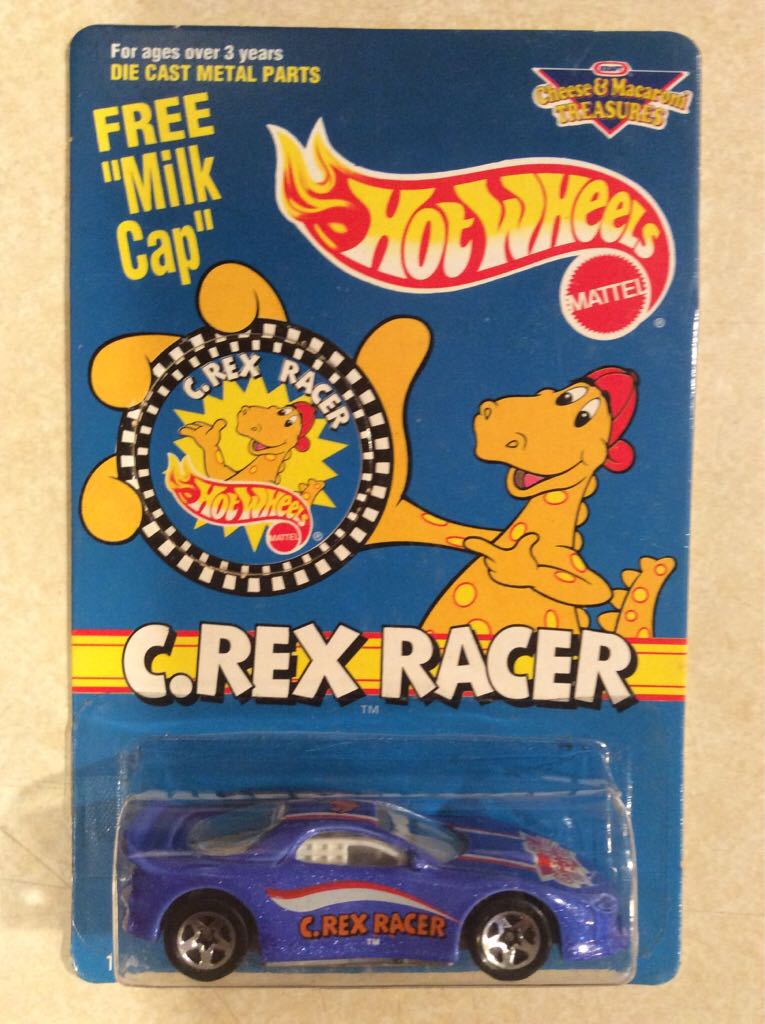 For ages over 3 years
DIE CAST METAL PARTS
FREE
"Milk
Cap"
KRAFT
Cheese & Macaroni
TREASURES
HOT WHEELS
MATTEL
®
C.REX RACER
HOT WHEELS
MATTEL
®
C.REX RACER
TM
C.REX RACER
TM